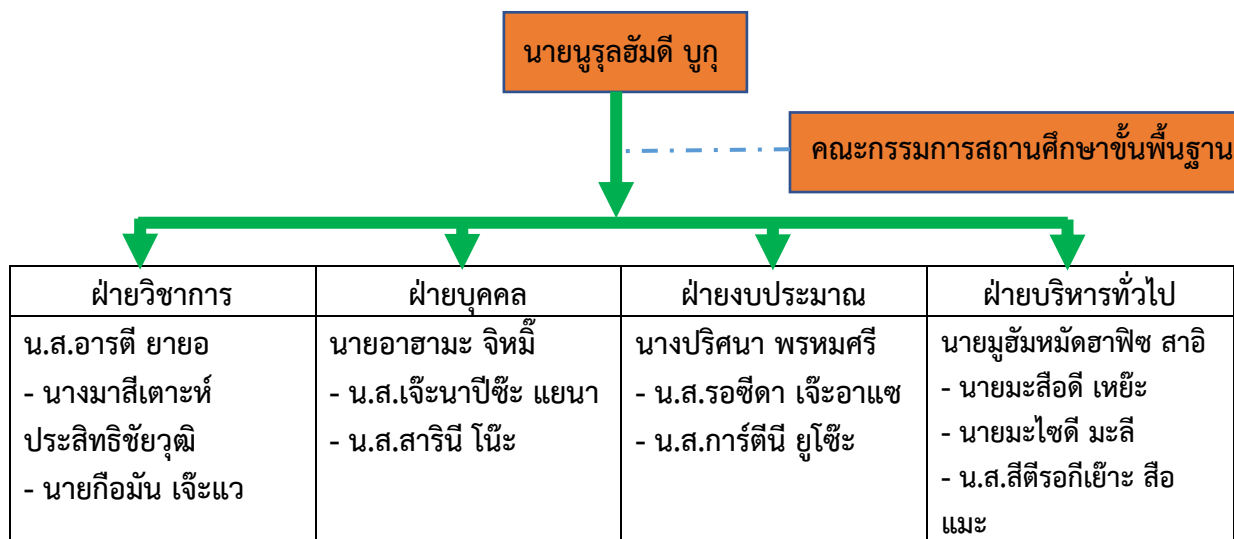 นายนูรุลฮัมดี บูกุ
คณะกรรมการสถานศึกษาขั้นพื้นฐาน
ฝ่ายวิชาการ
ฝ่ายบุคคล
ฝ่ายงบประมาณ
ฝ่ายบริหารทั่วไป
น.ส.อารตี ยายอ
- นางมาสีเตาะห์
ประสิทธิชัยวุฒิ
- นายกือมัน เจ๊ะแว
นายอาฮามะ จิหมิ๊
- น.ส.เจ๊ะนาปีซ๊ะ แยนา
- น.ส.สารินี โน๊ะ
นางปริศนา พรหมศรี
- น.ส.รอซีดา เจ๊ะอาแซ
- น.ส.การ์ตีนี ยูโซ๊ะ
นายมูฮัมหมัดฮาฟิซ สาอิ
- นายมะสือดี เหย๊ะ
- นายมะไซดี มะลี
- น.ส.สีตีรอกีเย๊าะ สือ
แมะ